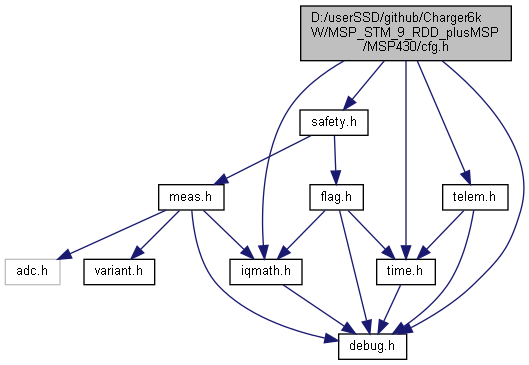 D:/userSSD/github/Charger6k
W/MSP_STM_9_RDD_plusMSP
/MSP430/cfg.h
safety.h
meas.h
flag.h
telem.h
adc.h
variant.h
iqmath.h
time.h
debug.h